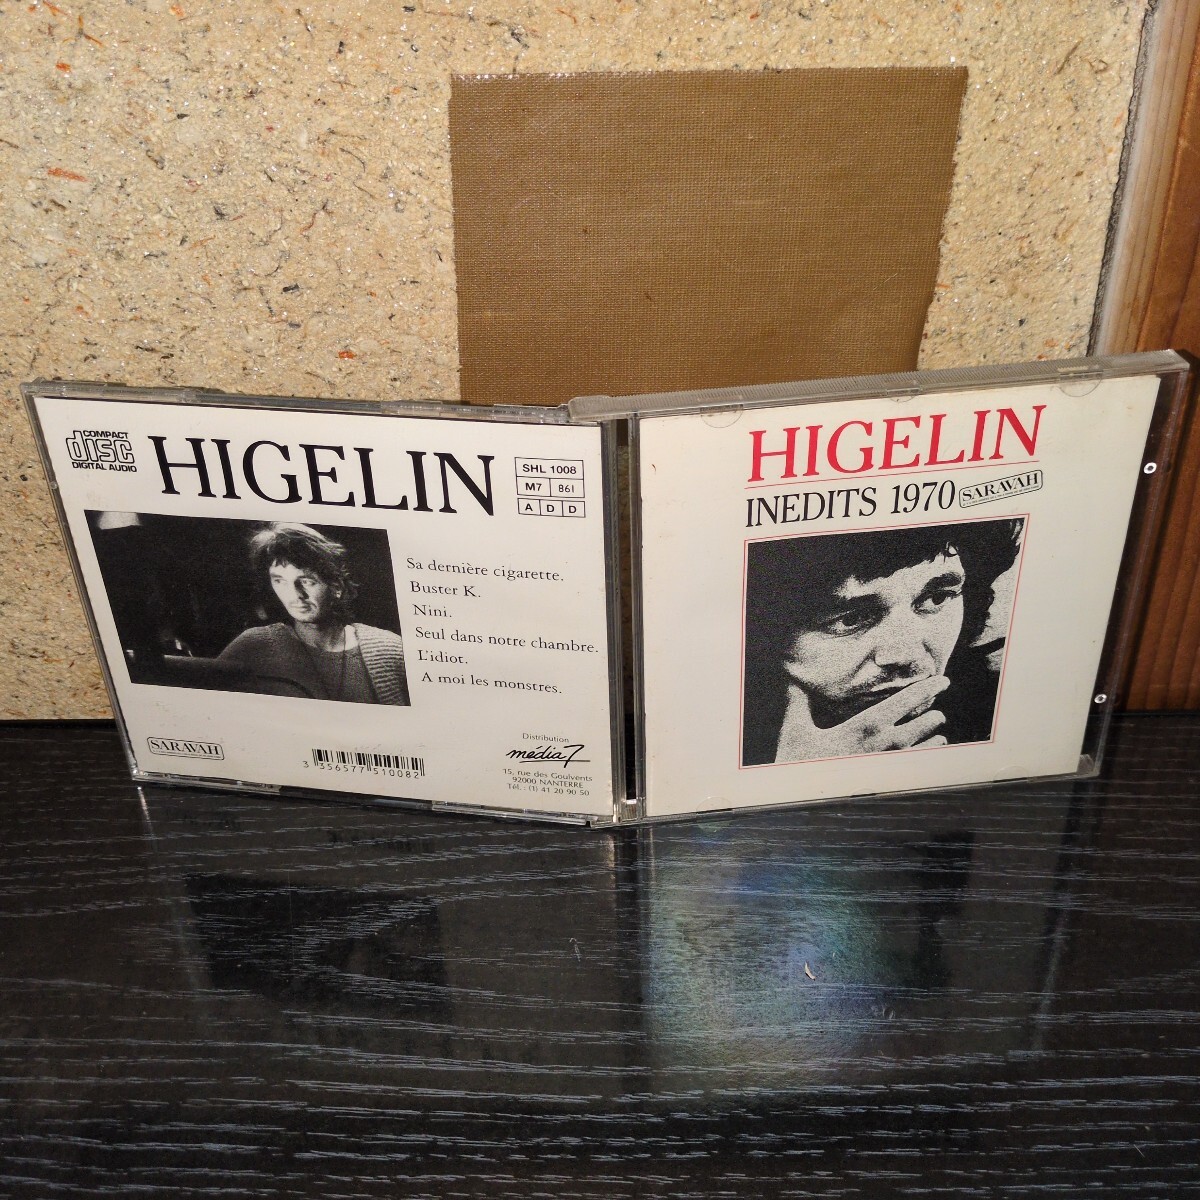 COMPACT
disc
DIGITAL AUDIO
HIGELIN
SHL 1008
M7 861
A D D
Sa dernière cigarette.
Buster K.
Nini.
Seul dans notre chambre.
L'idiot.
A moi les monstres.
SARAVAH
3 356577 510082
Distribution
média 7
15, rue des Goulvents
92000 NANTERRE
Tél. : (1) 41 20 90 50
HIGELIN
INEDITS 1970
SARAVAH